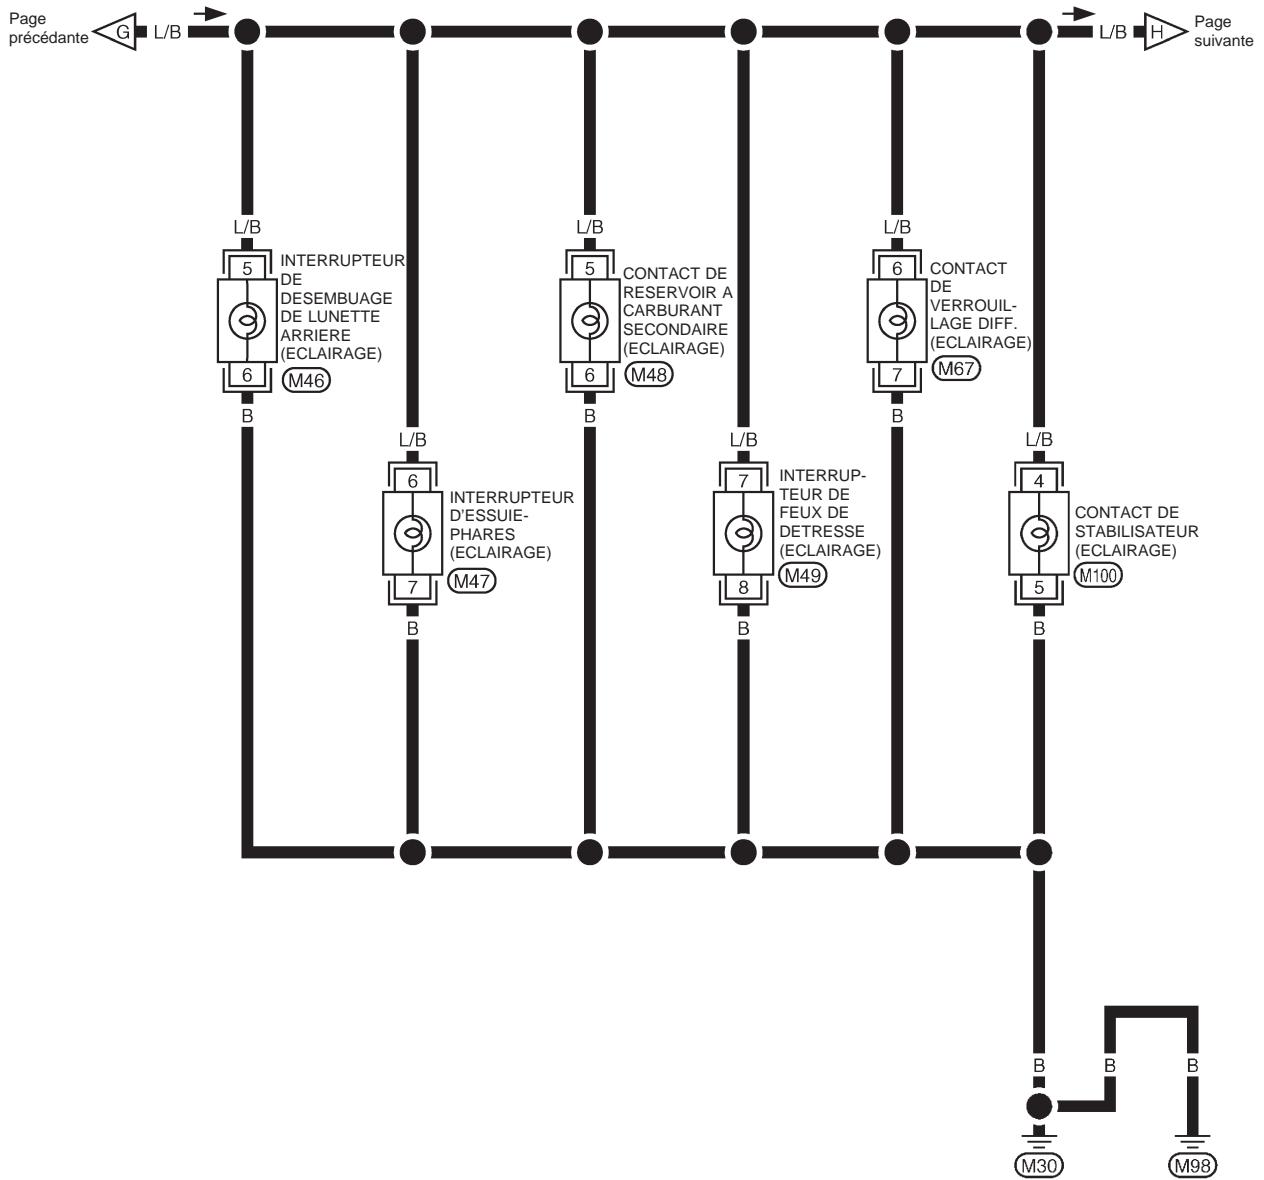 Page
précédante
G
L/B
L/B
H
Page
suivante
L/B
L/B
L/B
5
INTERRUPTEUR
DE
DESEMBUAGE
DE LUNETTE
ARRIERE
(ECLAIRAGE)
6
M46
B
5
CONTACT DE
RESERVOIR A
CARBURANT
SECONDAIRE
(ECLAIRAGE)
6
M48
B
6
CONTACT
DE
VERROUIL-
LAGE DIFF.
(ECLAIRAGE)
7
M67
B
L/B
L/B
L/B
6
INTERRUPTEUR
D'ESSUIE-
PHARES
(ECLAIRAGE)
7
M47
B
7
INTERRUP-
TEUR DE
FEUX DE
DETRESSE
(ECLAIRAGE)
8
M49
B
4
CONTACT DE
STABILISATEUR
(ECLAIRAGE)
5
M100
B
B
B
B
M30
M98